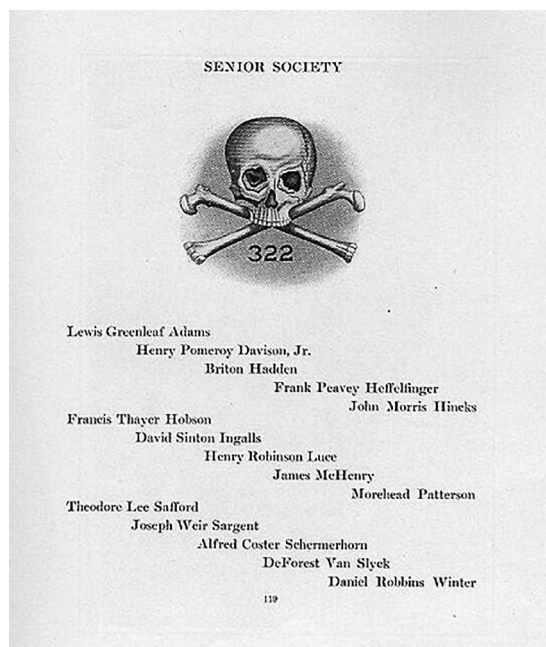 SENIOR SOCIETY
322
Lewis Greenleaf Adams
Henry Pomeroy Davison, Jr.
Briton Hadden
Frank Peavey Heffelfinger
John Morris Hincks
Francis Thayer Hobson
David Sinton Ingalls
Henry Robinson Luce
James McHenry
Morehead Patterson
Theodore Lee Safford
Joseph Weir Sargent
Alfred Coster Schermerhorn
DeForest Van Slyck
Daniel Robbins Winter
119